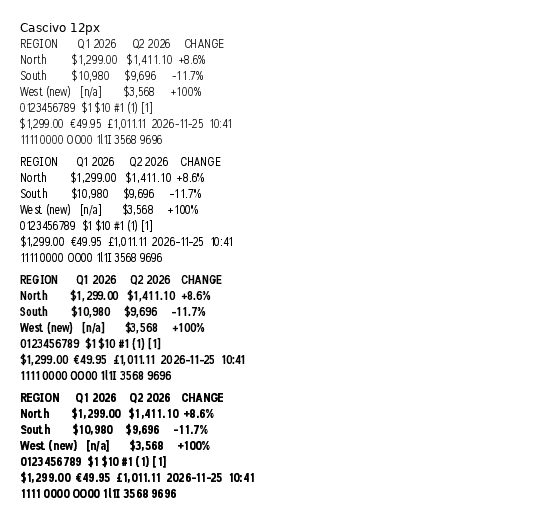 Cascivo 12px
REGION Q1 2026 Q2 2026 CHANGE
North $1,299.00 $1,411.10 +8.6%
South $10,980 $9,696 -11.7%
West (new) [n/a] $3,568 +100%
0123456789 $1 $10 #1 (1) [1]
$1,299.00 €49.95 £1,011.11 2026-11-25 10:41
1111 0000 OOOO 1lI 3568 9696
REGION Q1 2026 Q2 2026 CHANGE
North $1,299.00 $1,411.10 +8.6%
South $10,980 $9,696 -11.7%
West (new) [n/a] $3,568 +100%
0123456789 $1 $10 #1 (1) [1]
$1,299.00 €49.95 £1,011.11 2026-11-25 10:41
1111 0000 OOOO 1l1I 3568 9696
REGION Q1 2026 Q2 2026 CHANGE
North $1,299.00 $1,411.10 +8.6%
South $10,980 $9,696 -11.7%
West (new) [n/a] $3,568 +100%
0123456789 $1 $10 #1 (1) [1]
$1,299.00 €49.95 £1,011.11 2026-11-25 10:41
1111 0000 OOOO 1l1I 3568 9696
REGION Q1 2026 Q2 2026 CHANGE
North $1,299.00 $1,411.10 +8.6%
South $10,980 $9,696 -11.7%
West (new) [n/a] $3,568 +100%
0123456789 $1 $10 #1 (1) [1]
$1,299.00 €49.95 £1,011.11 2026-11-25 10:41
1111 0000 OOOO 1l1I 3568 9696